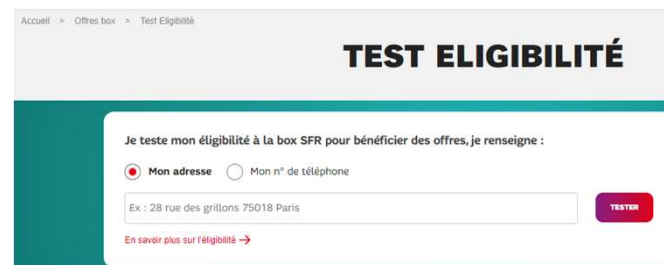 Accueil > Offres box > Test Eligibilité
TEST ELIGIBILITÉ
Je teste mon éligibilité à la box SFR pour bénéficier des offres, je renseigne :
Mon adresse Mon n° de téléphone
Ex : 28 rue des grillons 75018 Paris
TESTER
En savoir plus sur l'éligibilité →